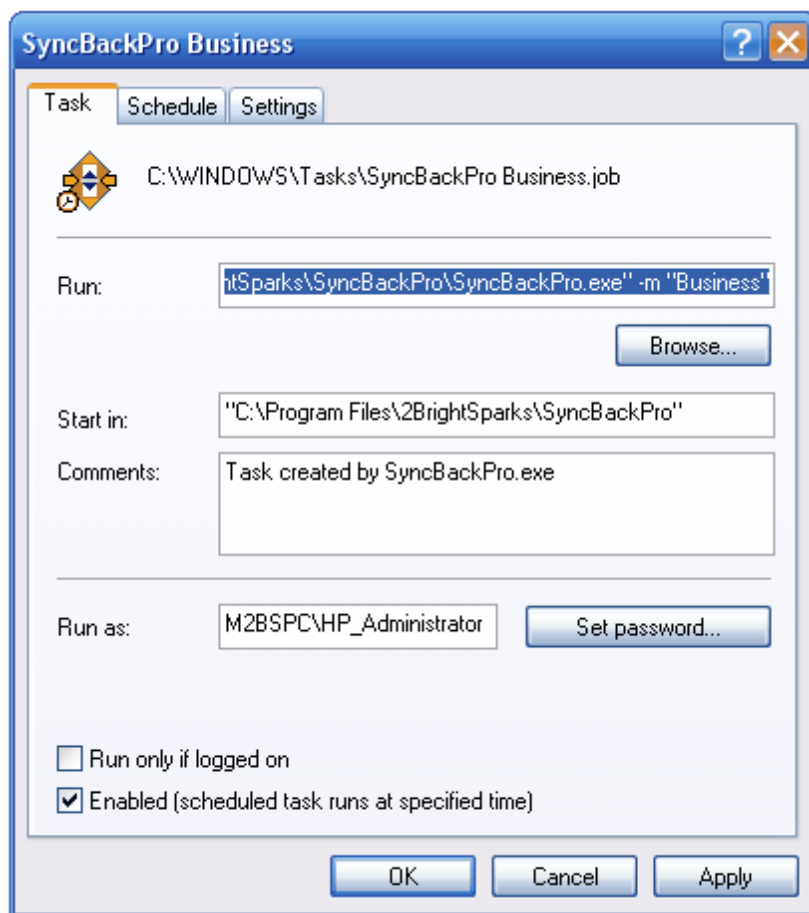 SyncBackPro Business
Task Schedule Settings
C:\WINDOWS\Tasks\SyncBackPro Business.job
Run: ntSparks\SyncBackPro\SyncBackPro.exe" -m "Business"
Browse...
Start in: "C:\Program Files\2BrightSparks\SyncBackPro"
Comments: Task created by SyncBackPro.exe
Run as: M2BSPC\HP_Administrator Set password...
Run only if logged on
Enabled (scheduled task runs at specified time)
OK Cancel Apply